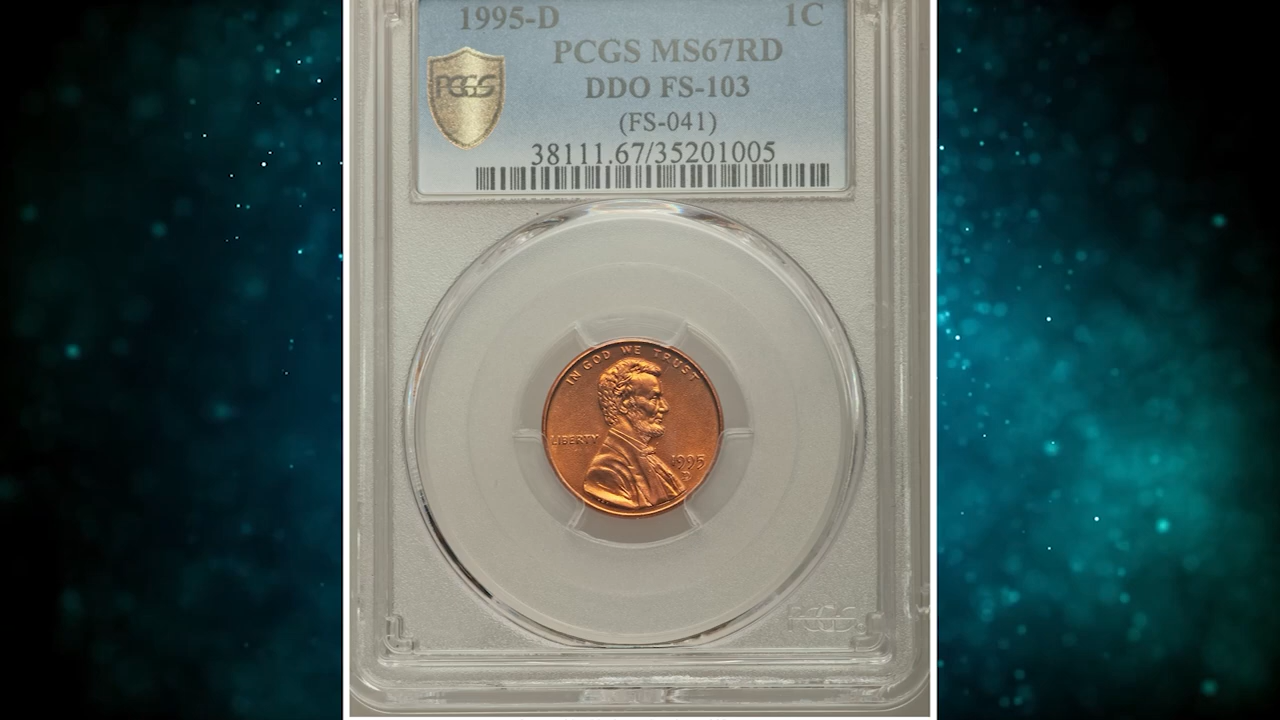 1995-D 1C
PCGS MS67RD
PCGS
DDO FS-103
(FS-041)
38111.67/35201005
IN GOD WE TRUST
LIBERTY
1995
D
PCGS